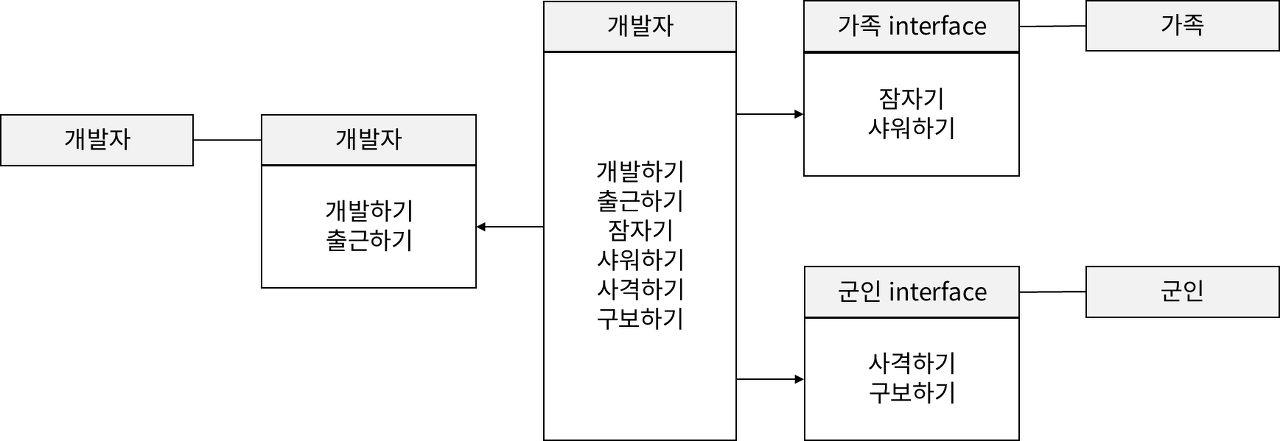 개발자
개발자
개발하기
출근하기
개발자
개발하기
출근하기
잠자기
샤워하기
사격하기
구보하기
가족 interface
잠자기
샤워하기
가족
군인 interface
사격하기
구보하기
군인